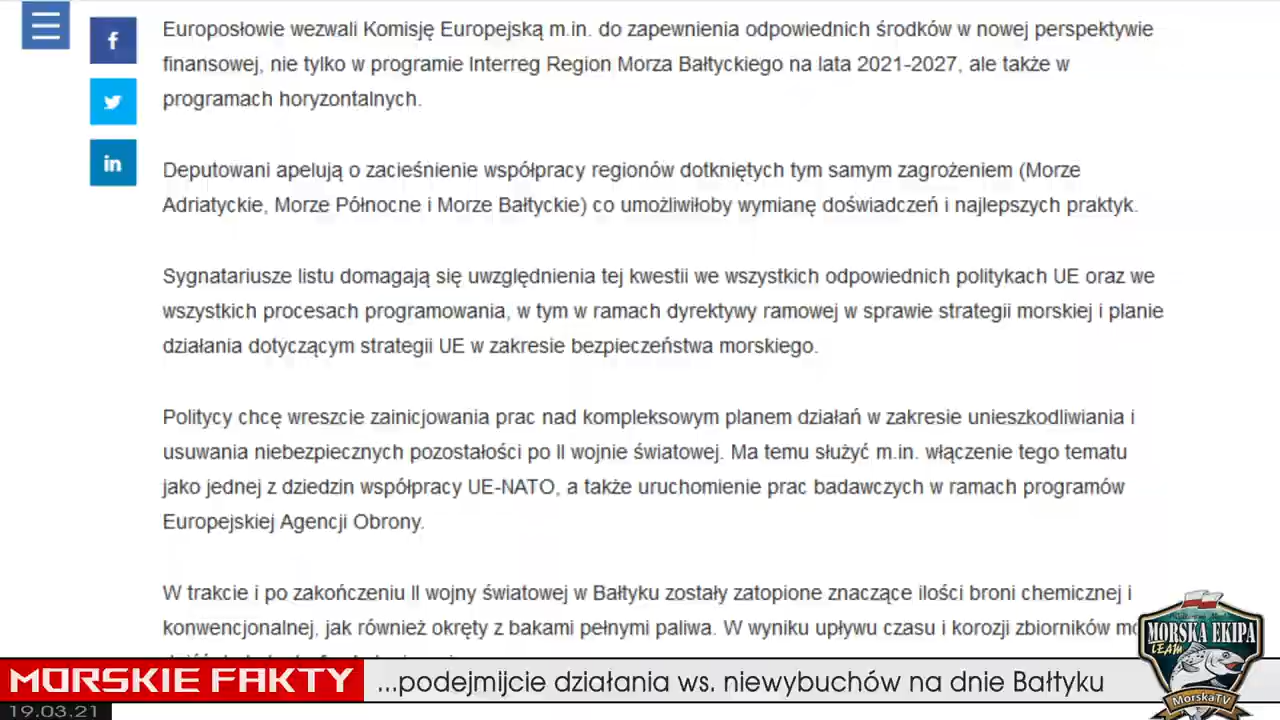 Europosłowie wezwali Komisję Europejską m.in. do zapewnienia odpowiednich środków w nowej perspektywie
finansowej, nie tylko w programie Interreg Region Morza Bałtyckiego na lata 2021-2027, ale także w
programach horyzontalnych.
Deputowani apelują o zacieśnienie współpracy regionów dotkniętych tym samym zagrożeniem (Morze
Adriatyckie, Morze Północne i Morze Bałtyckie) co umożliwiłoby wymianę doświadczeń i najlepszych praktyk.
Sygnatariusze listu domagają się uwzględnienia tej kwestii we wszystkich odpowiednich politykach UE oraz we
wszystkich procesach programowania, w tym w ramach dyrektywy ramowej w sprawie strategii morskiej i planie
działania dotyczącym strategii UE w zakresie bezpieczeństwa morskiego.
Politycy chcę wreszcie zainicjowania prac nad kompleksowym planem działań w zakresie unieszkodliwiania i
usuwania niebezpiecznych pozostałości po II wojnie światowej. Ma temu służyć m.in. włączenie tego tematu
jako jednej z dziedzin współpracy UE-NATO, a także uruchomienie prac badawczych w ramach programów
Europejskiej Agencji Obrony.
W trakcie i po zakończeniu II wojny światowej w Bałtyku zostały zatopione znaczące ilości broni chemicznej i
konwencjonalnej, jak również okręty z bakami pełnymi paliwa. W wyniku upływu czasu i korozji zbiorników
MORSKA EKIPA
TEAM
MorskaTV
MORSKIE FAKTY
...podejmijcie działania ws. niewybuchów na dnie Bałtyku
19.03.21